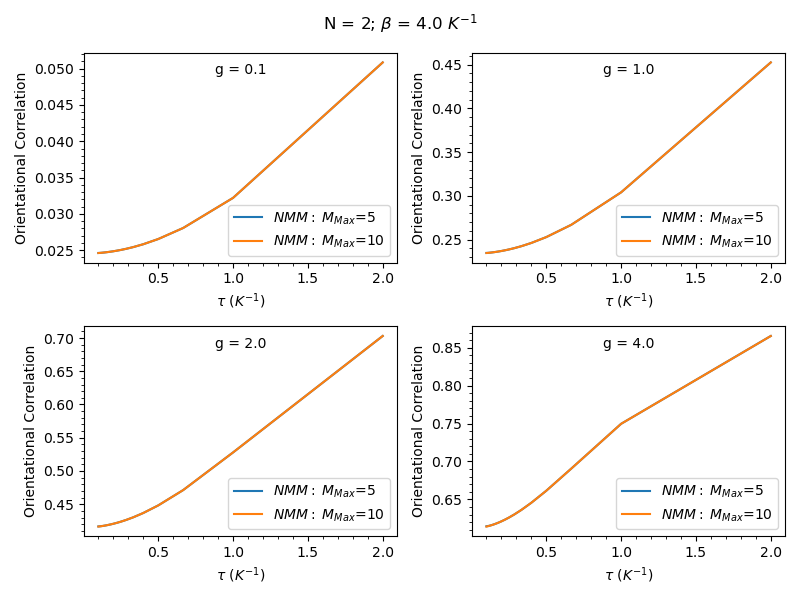 N = 2; β = 4.0 K⁻¹
g = 0.1
Orientational Correlation
0.050
0.045
0.040
0.035
0.030
0.025
NMM : M_Max=5
NMM : M_Max=10
0.5 1.0 1.5 2.0
τ (K⁻¹)
g = 1.0
Orientational Correlation
0.45
0.40
0.35
0.30
0.25
NMM : M_Max=5
NMM : M_Max=10
0.5 1.0 1.5 2.0
τ (K⁻¹)
g = 2.0
Orientational Correlation
0.70
0.65
0.60
0.55
0.50
0.45
NMM : M_Max=5
NMM : M_Max=10
0.5 1.0 1.5 2.0
τ (K⁻¹)
g = 4.0
Orientational Correlation
0.85
0.80
0.75
0.70
0.65
NMM : M_Max=5
NMM : M_Max=10
0.5 1.0 1.5 2.0
τ (K⁻¹)